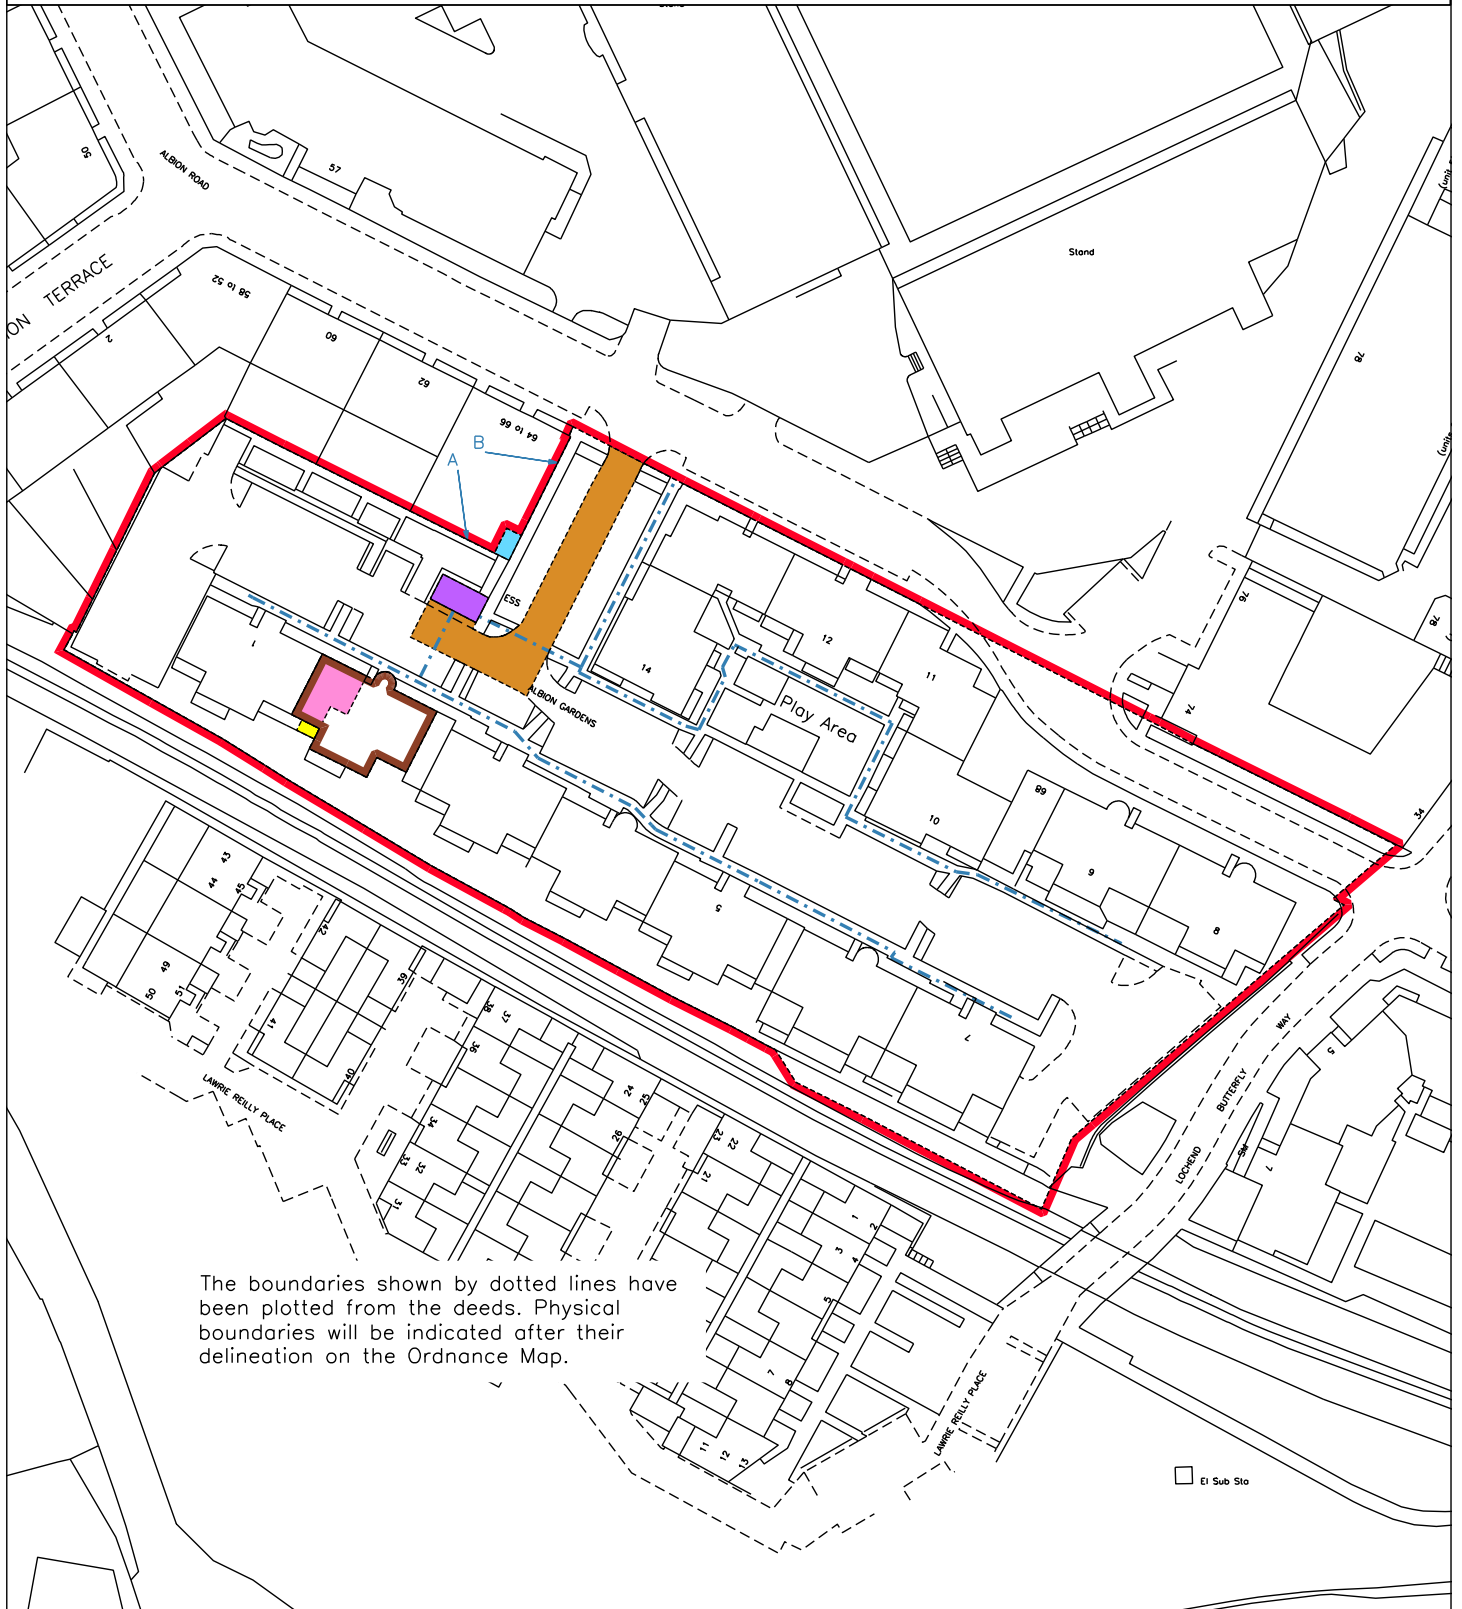 50
ALBION ROAD
57
TERRACE
58 to 52
2
60
62
64 to 66
B
A
Stand
78
76
78
74
34
ESS
1
14
12
11
Play Area
ALBION GARDENS
10
68
9
8
5
7
43
44
45
42
49
50
51
41
39
40
38
37
36
34
33
32
31
24
25
26
23
22
21
LAWRIE REILLY PLACE
WAY
BUTTERFLY
LOCHEND
5
7
1
2
3
4
5
7
8
11
12
13
The boundaries shown by dotted lines have
been plotted from the deeds. Physical
boundaries will be indicated after their
delineation on the Ordnance Map.
LAWRIE REILLY PLACE
El Sub Sta